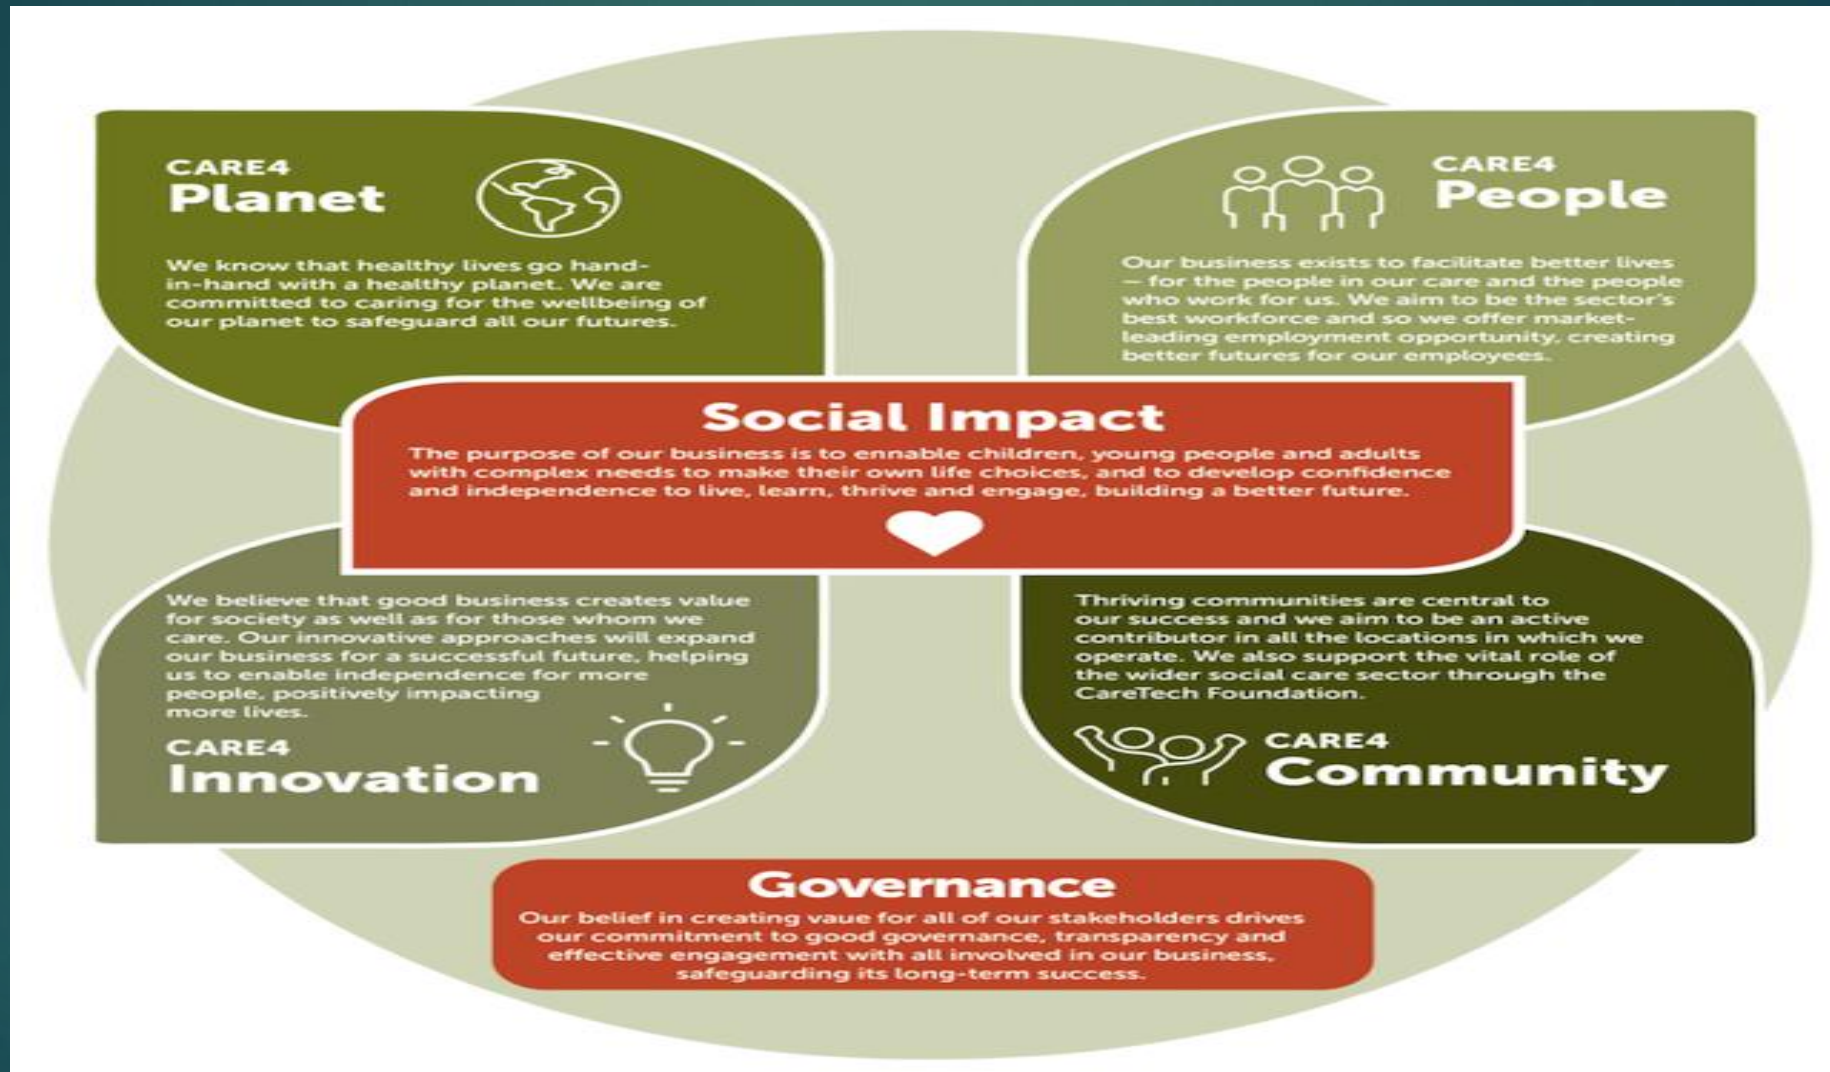 CARE4
Planet
We know that healthy lives go hand-
in-hand with a healthy planet. We are
committed to caring for the wellbeing of
our planet to safeguard all our futures.
CARE4
People
Our business exists to facilitate better lives
– for the people in our care and the people
who work for us. We aim to be the sector's
best workforce and so we offer market-
leading employment opportunity, creating
better futures for our employees.
Social Impact
The purpose of our business is to ennable children, young people and adults
with complex needs to make their own life choices, and to develop confidence
and independence to live, learn, thrive and engage, building a better future.
We believe that good business creates value
for society as well as for those whom we
care. Our innovative approaches will expand
our business for a successful future, helping
us to enable independence for more
people, positively impacting
more lives.
CARE4
Innovation
Thriving communities are central to
our success and we aim to be an active
contributor in all the locations in which we
operate. We also support the vital role of
the wider social care sector through the
CareTech Foundation.
CARE4
Community
Governance
Our belief in creating vaue for all of our stakeholders drives
our commitment to good governance, transparency and
effective engagement with all involved in our business,
safeguarding its long-term success.